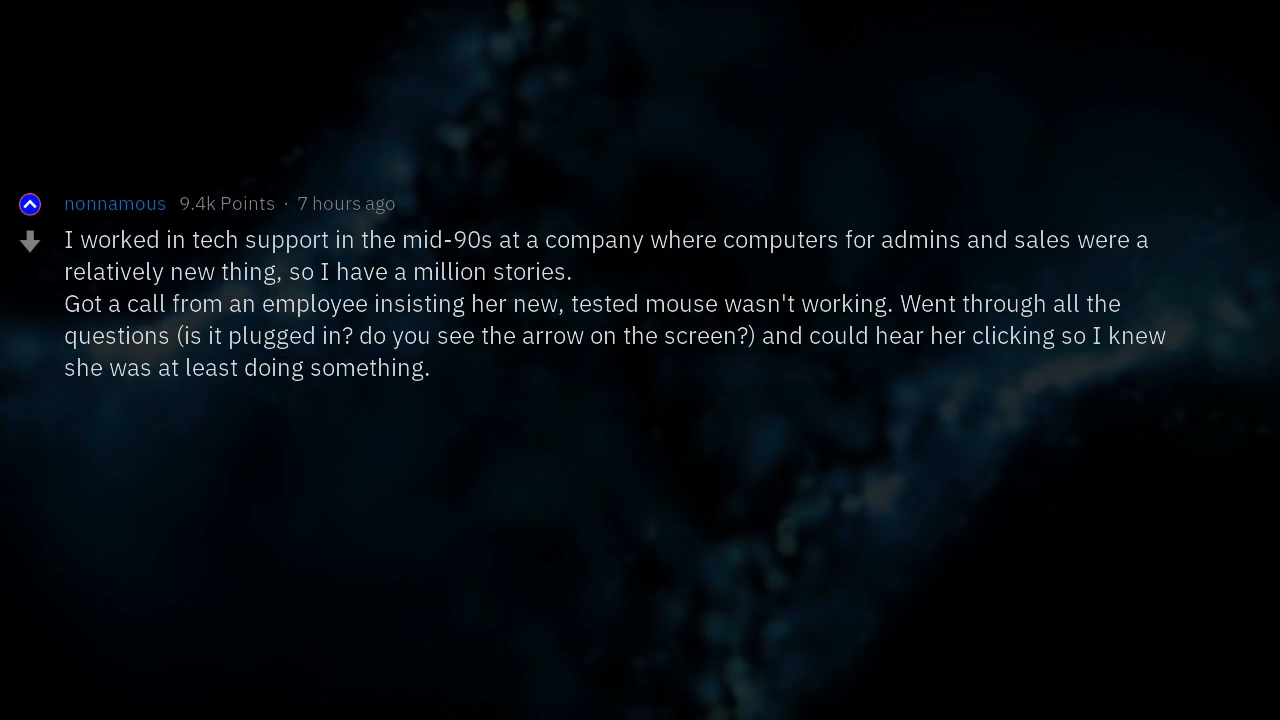 nonnamous 9.4k Points · 7 hours ago
I worked in tech support in the mid-90s at a company where computers for admins and sales were a
relatively new thing, so I have a million stories.
Got a call from an employee insisting her new, tested mouse wasn't working. Went through all the
questions (is it plugged in? do you see the arrow on the screen?) and could hear her clicking so I knew
she was at least doing something.